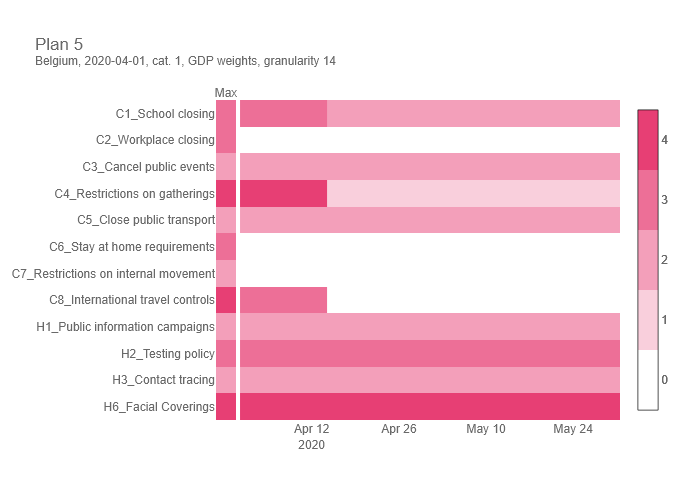 Plan 5
Belgium, 2020-04-01, cat. 1, GDP weights, granularity 14
Max
C1_School closing
C2_Workplace closing
C3_Cancel public events
C4_Restrictions on gatherings
C5_Close public transport
C6_Stay at home requirements
C7_Restrictions on internal movement
C8_International travel controls
H1_Public information campaigns
H2_Testing policy
H3_Contact tracing
H6_Facial Coverings
4
3
2
1
0
Apr 12
2020
Apr 26
May 10
May 24